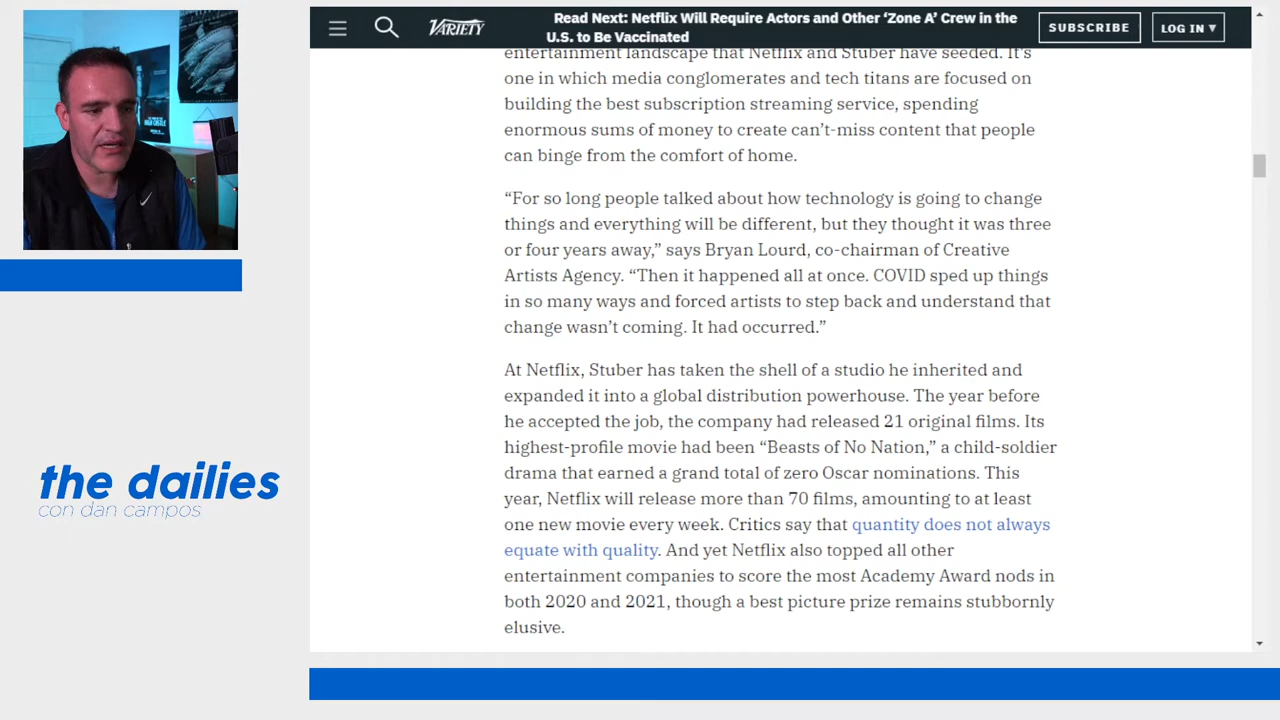 VARIETY
Read Next: Netflix Will Require Actors and Other ‘Zone A’ Crew in the
U.S. to Be Vaccinated
SUBSCRIBE
LOG IN ▼
entertainment landscape that Netflix and Stuber have seeded. It’s
one in which media conglomerates and tech titans are focused on
building the best subscription streaming service, spending
enormous sums of money to create can’t-miss content that people
can binge from the comfort of home.
“For so long people talked about how technology is going to change
things and everything will be different, but they thought it was three
or four years away,” says Bryan Lourd, co-chairman of Creative
Artists Agency. “Then it happened all at once. COVID sped up things
in so many ways and forced artists to step back and understand that
change wasn’t coming. It had occurred.”
At Netflix, Stuber has taken the shell of a studio he inherited and
expanded it into a global distribution powerhouse. The year before
he accepted the job, the company had released 21 original films. Its
highest-profile movie had been “Beasts of No Nation,” a child-soldier
drama that earned a grand total of zero Oscar nominations. This
year, Netflix will release more than 70 films, amounting to at least
one new movie every week. Critics say that quantity does not always
equate with quality. And yet Netflix also topped all other
entertainment companies to score the most Academy Award nods in
both 2020 and 2021, though a best picture prize remains stubbornly
elusive.
the dailies
con dan campos